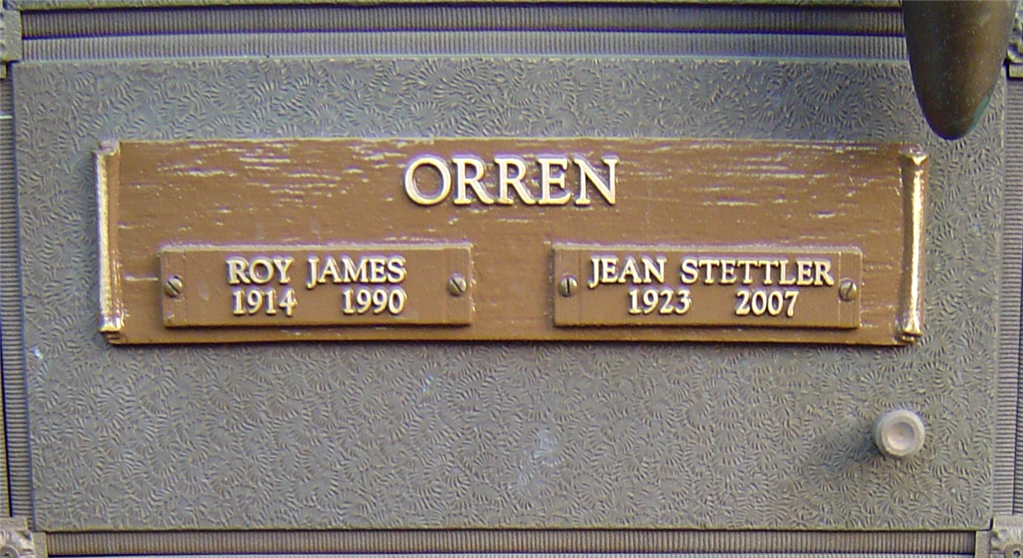 ORREN
ROY JAMES
1914 1990
JEAN STETTLER
1923 2007